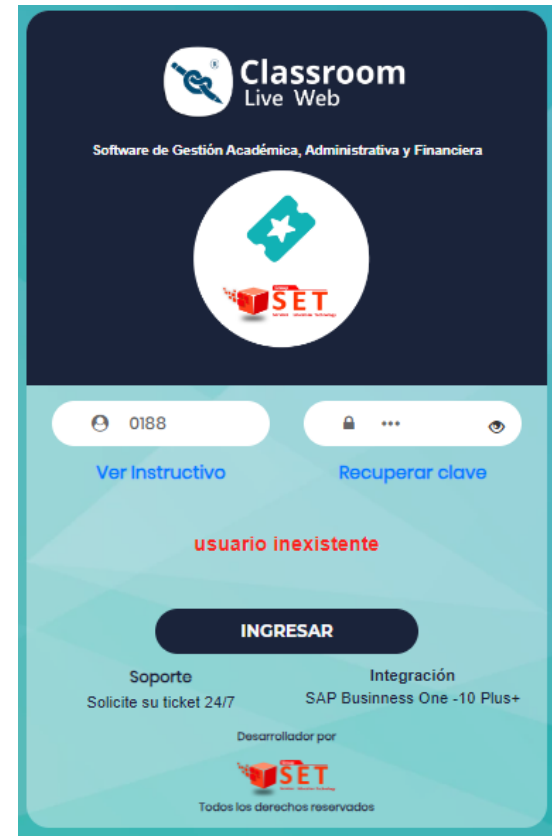 ®
Classroom
Live Web
Software de Gestión Académica, Administrativa y Financiera
SET
0188
•••
Ver Instructivo
Recuperar clave
usuario inexistente
INGRESAR
Soporte
Integración
Solicite su ticket 24/7
SAP Businness One -10 Plus+
Desarrollador por
SET
Todos los derechos reservados